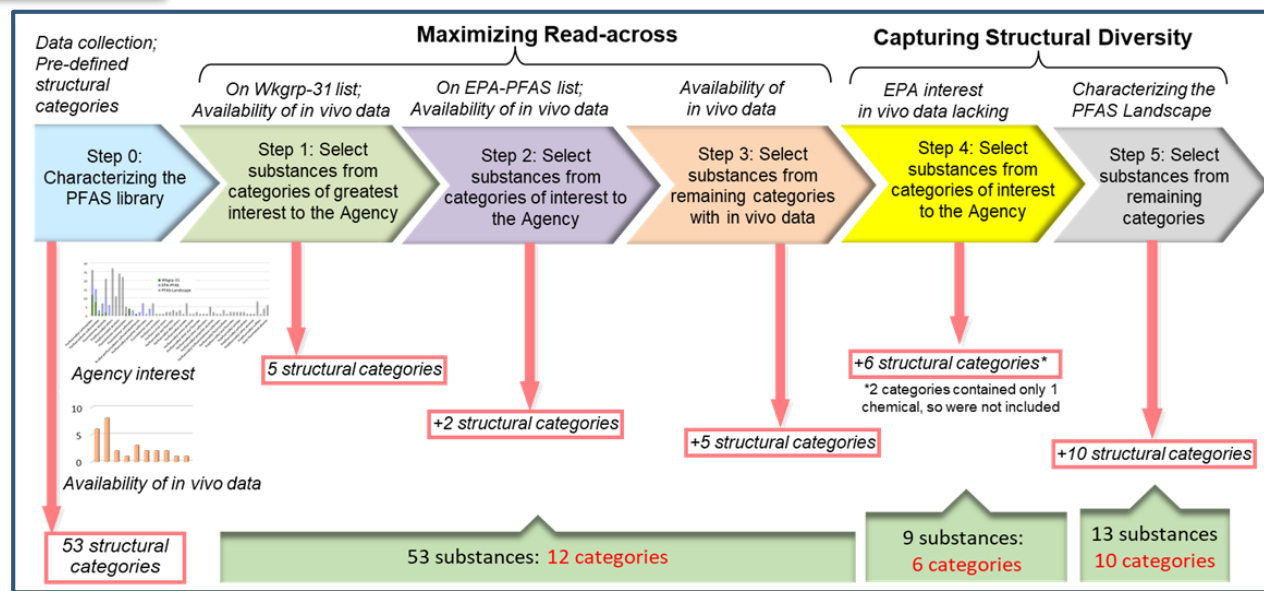 Data collection;
Pre-defined
structural
categories
Maximizing Read-across
Capturing Structural Diversity
On Wkgrp-31 list;
Availability of in vivo data
On EPA-PFAS list;
Availability of in vivo data
Availability of
in vivo data
EPA interest
in vivo data lacking
Characterizing the
PFAS Landscape
Step 0:
Characterizing the
PFAS library
Step 1: Select
substances from
categories of greatest
interest to the Agency
Step 2: Select
substances from
categories of interest to
the Agency
Step 3: Select
substances from
remaining categories
with in vivo data
Step 4: Select
substances from
categories of interest
to the Agency
Step 5: Select
substances from
remaining
categories
Wkgrp-31
EPA-PFAS
PFAS Landscape
Agency interest
10
5
0
Availability of in vivo data
53 structural
categories
5 structural categories
+2 structural categories
+5 structural categories
+6 structural categories*
*2 categories contained only 1
chemical, so were not included
+10 structural categories
53 substances: 12 categories
9 substances:
6 categories
13 substances
10 categories